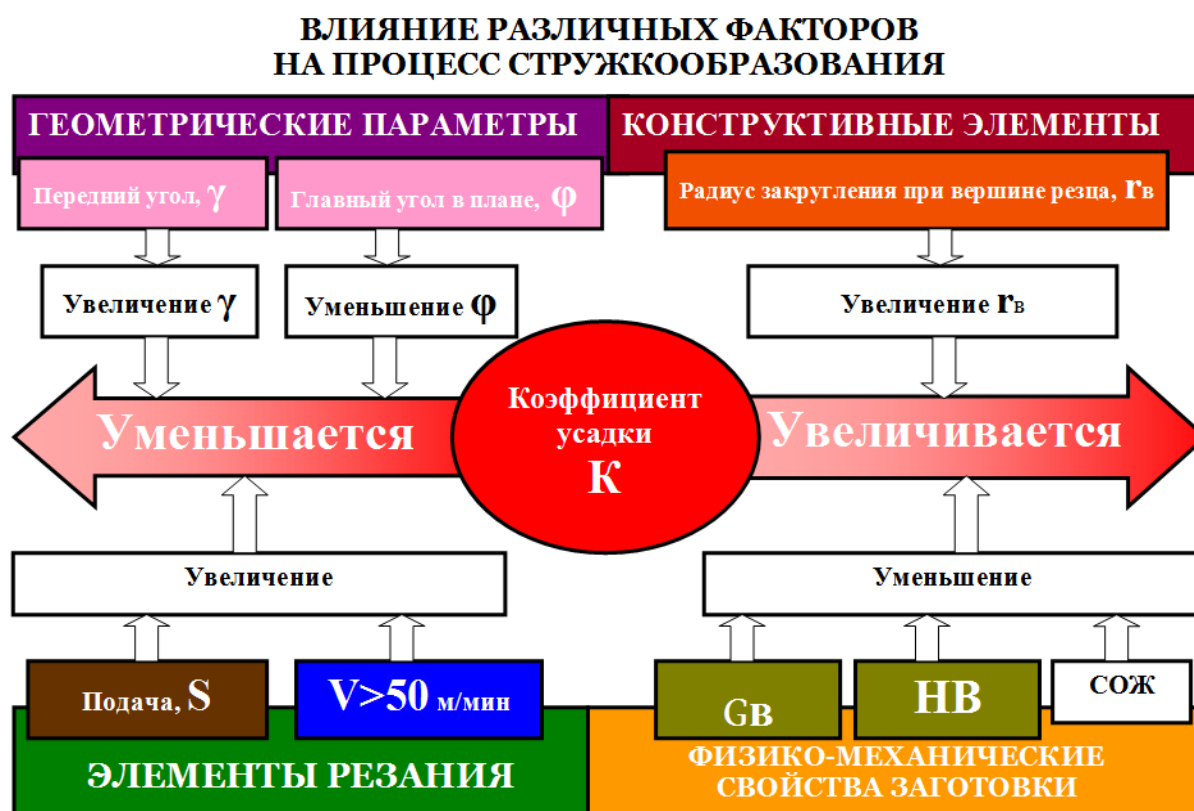 ВЛИЯНИЕ РАЗЛИЧНЫХ ФАКТОРОВ
НА ПРОЦЕСС СТРУЖКООБРАЗОВАНИЯ
ГЕОМЕТРИЧЕСКИЕ ПАРАМЕТРЫ
КОНСТРУКТИВНЫЕ ЭЛЕМЕНТЫ
Передний угол, γ
Главный угол в плане, φ
Радиус закругления при вершине резца, rв
Увеличение γ
Уменьшение φ
Увеличение rв
Уменьшается
Коэффициент
усадки
К
Увеличивается
Увеличение
Уменьшение
Подача, S
V>50 м/мин
Gв
НВ
СОЖ
ЭЛЕМЕНТЫ РЕЗАНИЯ
ФИЗИКО-МЕХАНИЧЕСКИЕ
СВОЙСТВА ЗАГОТОВКИ